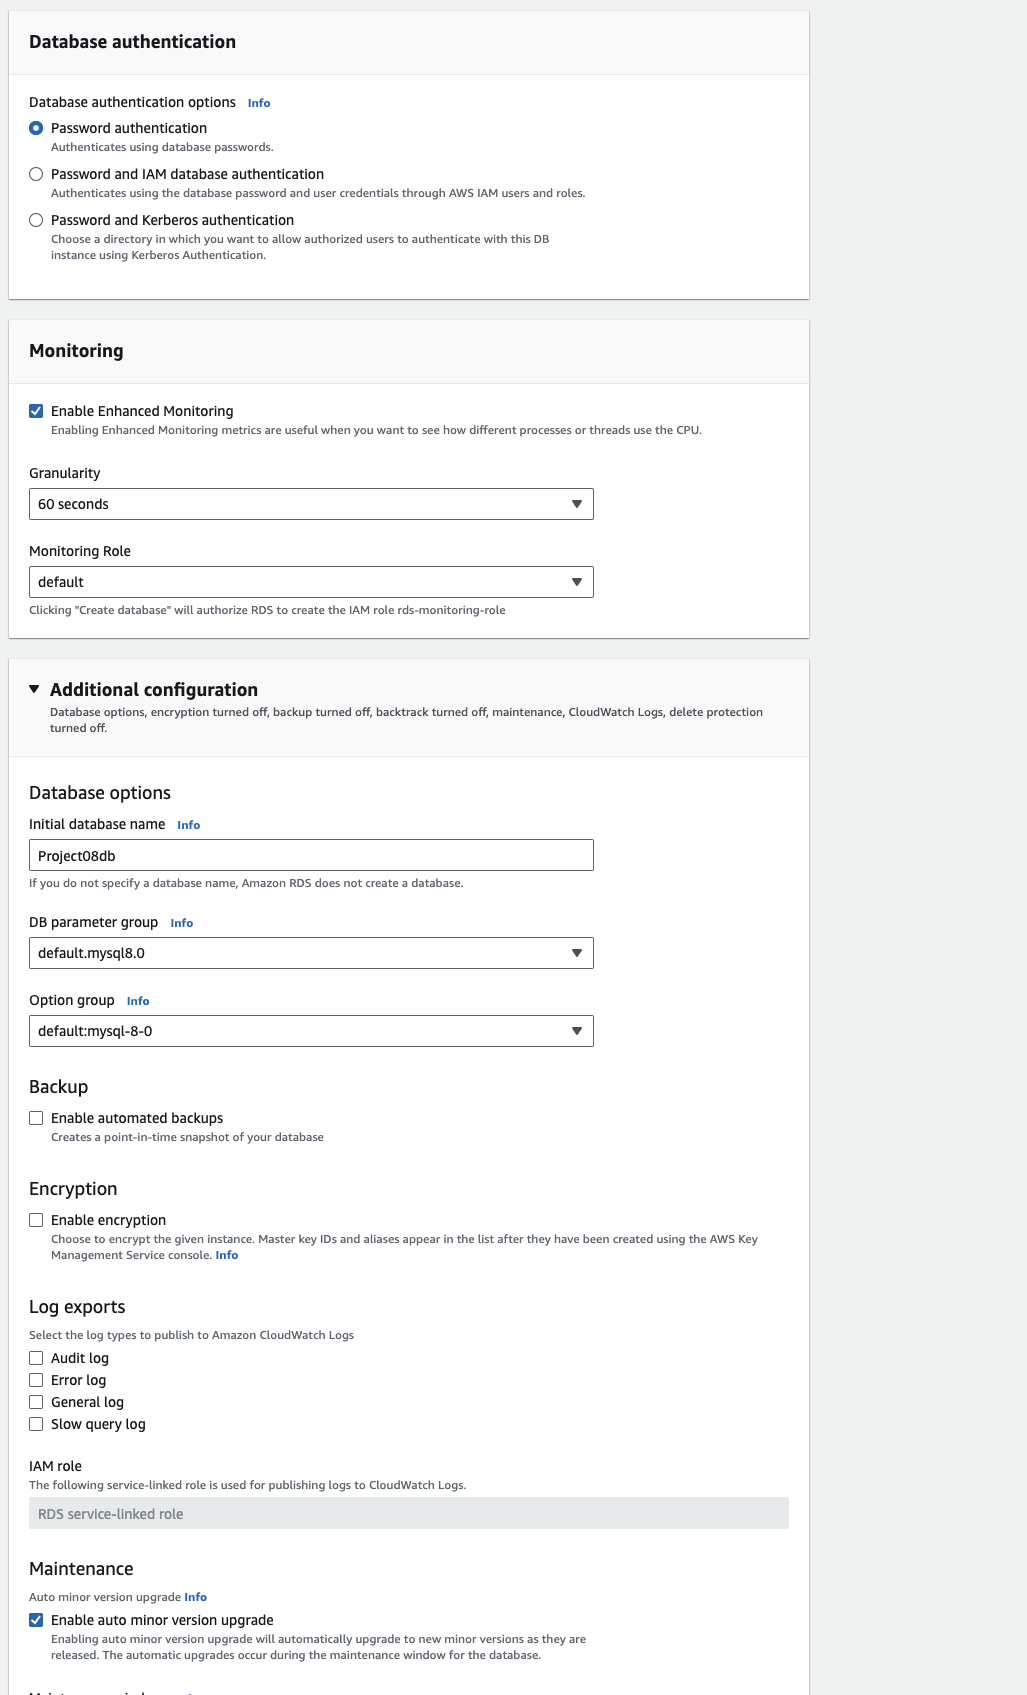 Database authentication
Database authentication options Info
Password authentication
Authenticates using database passwords.
Password and IAM database authentication
Authenticates using the database password and user credentials through AWS IAM users and roles.
Password and Kerberos authentication
Choose a directory in which you want to allow authorized users to authenticate with this DB
instance using Kerberos Authentication.
Monitoring
Enable Enhanced Monitoring
Enabling Enhanced Monitoring metrics are useful when you want to see how different processes or threads use the CPU.
Granularity
60 seconds
Monitoring Role
default
Clicking "Create database" will authorize RDS to create the IAM role rds-monitoring-role
Additional configuration
Database options, encryption turned off, backup turned off, backtrack turned off, maintenance, CloudWatch Logs, delete protection
turned off.
Database options
Initial database name Info
Project08db
If you do not specify a database name, Amazon RDS does not create a database.
DB parameter group Info
default.mysql8.0
Option group Info
default:mysql-8-0
Backup
Enable automated backups
Creates a point-in-time snapshot of your database
Encryption
Enable encryption
Choose to encrypt the given instance. Master key IDs and aliases appear in the list after they have been created using the AWS Key
Management Service console. Info
Log exports
Select the log types to publish to Amazon CloudWatch Logs
Audit log
Error log
General log
Slow query log
IAM role
The following service-linked role is used for publishing logs to CloudWatch Logs.
RDS service-linked role
Maintenance
Auto minor version upgrade Info
Enable auto minor version upgrade
Enabling auto minor version upgrade will automatically upgrade to new minor versions as they are
released. The automatic upgrades occur during the maintenance window for the database.